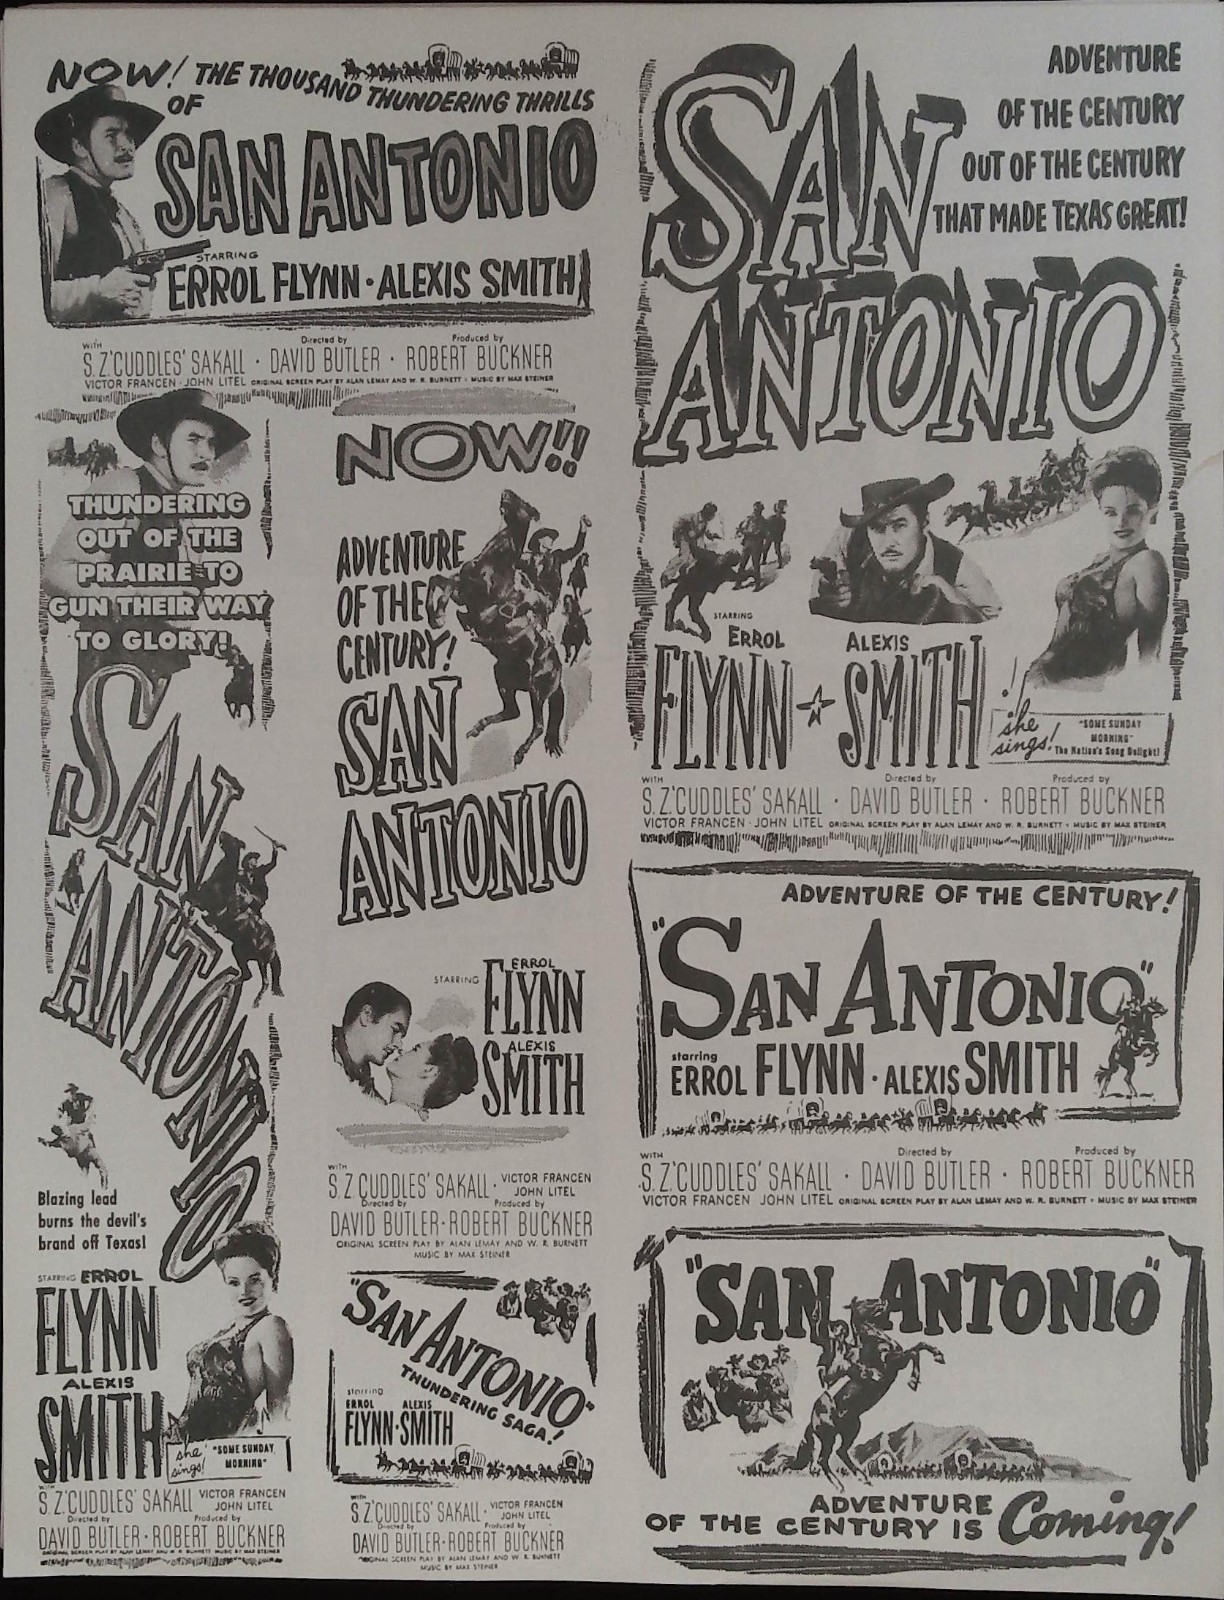 NOW! THE THOUSAND THUNDERING THRILLS
OF
SAN ANTONIO
STARRING
ERROL FLYNN · ALEXIS SMITH
WITH
S.Z.'CUDDLES' SAKALL ·
Directed by
DAVID BUTLER ·
Produced by
ROBERT BUCKNER
VICTOR FRANCEN · JOHN LITEL ORIGINAL SCREEN PLAY BY ALAN LEMAY AND W. R. BURNETT · MUSIC BY MAX STEINER
THUNDERING
OUT OF THE
PRAIRIE TO
GUN THEIR WAY
TO GLORY!
SAN
ANTONIO
Blazing lead
burns the devil's
brand off Texas!
STARRING ERROL
FLYNN
ALEXIS
SMITH
she
sings!
"SOME SUNDAY
MORNING"
WITH
S.Z.'CUDDLES' SAKALL
VICTOR FRANCEN
JOHN LITEL
Directed by
Produced by
DAVID BUTLER · ROBERT BUCKNER
ORIGINAL SCREEN PLAY BY ALAN LEMAY AND W. R. BURNETT MUSIC BY MAX STEINER
NOW!!
ADVENTURE
OF THE
CENTURY!
SAN
ANTONIO
STARRING
ERROL
FLYNN
ALEXIS
SMITH
WITH
S.Z.'CUDDLES' SAKALL ·
VICTOR FRANCEN
JOHN LITEL
Directed by
Produced by
DAVID BUTLER · ROBERT BUCKNER
ORIGINAL SCREEN PLAY BY ALAN LEMAY AND W. R. BURNETT
MUSIC BY MAX STEINER
"SAN ANTONIO"
THUNDERING SAGA!
starring
ERROL ALEXIS
FLYNN · SMITH
WITH
S.Z.'CUDDLES' SAKALL ·
VICTOR FRANCEN
JOHN LITEL
Directed by
Produced by
DAVID BUTLER · ROBERT BUCKNER
ORIGINAL SCREEN PLAY BY ALAN LEMAY AND W. R. BURNETT
MUSIC BY MAX STEINER
ADVENTURE
OF THE CENTURY
OUT OF THE CENTURY
THAT MADE TEXAS GREAT!
SAN
ANTONIO
STARRING
ERROL ALEXIS
FLYNN SMITH
she
sings!
"SOME SUNDAY
MORNING"
The Nation's Song Delight!
WITH
Directed by
Produced by
S.Z.'CUDDLES' SAKALL · DAVID BUTLER · ROBERT BUCKNER
VICTOR FRANCEN · JOHN LITEL ORIGINAL SCREEN PLAY BY ALAN LEMAY AND W. R. BURNETT · MUSIC BY MAX STEINER
ADVENTURE OF THE CENTURY!
"SAN ANTONIO"
starring
ERROL FLYNN · ALEXIS SMITH
WITH
Directed by
Produced by
S.Z.'CUDDLES' SAKALL · DAVID BUTLER · ROBERT BUCKNER
VICTOR FRANCEN JOHN LITEL ORIGINAL SCREEN PLAY BY ALAN LEMAY AND W. R. BURNETT · MUSIC BY MAX STEINER
"SAN ANTONIO"
ADVENTURE
OF THE CENTURY IS Coming!